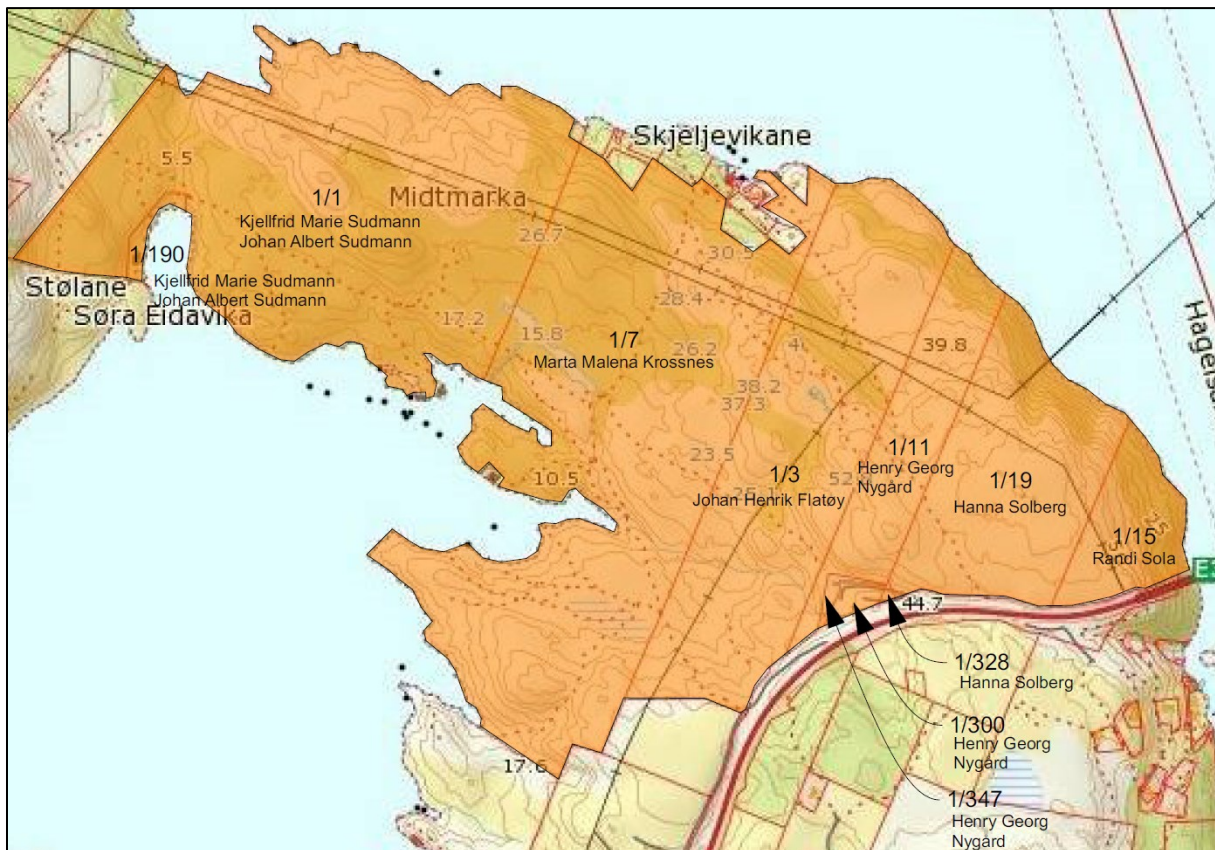 Skjeljevikane
5.5
1/1
Midtmarka
Kjellfrid Marie Sudmann
Johan Albert Sudmann
26.7
30.5
1/190
Kjellfrid Marie Sudmann
Johan Albert Sudmann
Stølane
Søra Eidavika
28.4
17.2
15.8
1/7
26.2
Marta Malena Krossnes
39.8
38.2
37.3
1/11
Henry Georg
Nygård
23.5
1/3
Johan Henrik Flatøy
10.5
1/19
Hanna Solberg
1/15
Randi Sola
44.7
1/328
Hanna Solberg
1/300
Henry Georg
Nygård
17.6
1/347
Henry Georg
Nygård